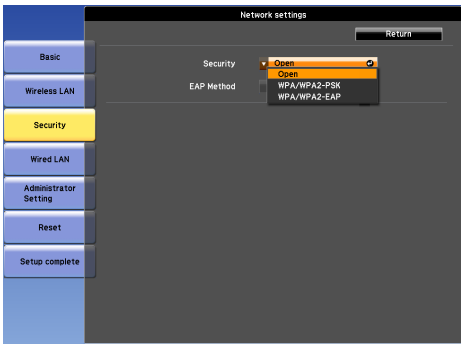 Network settings
Return
Basic
Wireless LAN
Security
Wired LAN
Administrator
Setting
Reset
Setup complete
Security
Open
EAP Method
Open
WPA/WPA2-PSK
WPA/WPA2-EAP